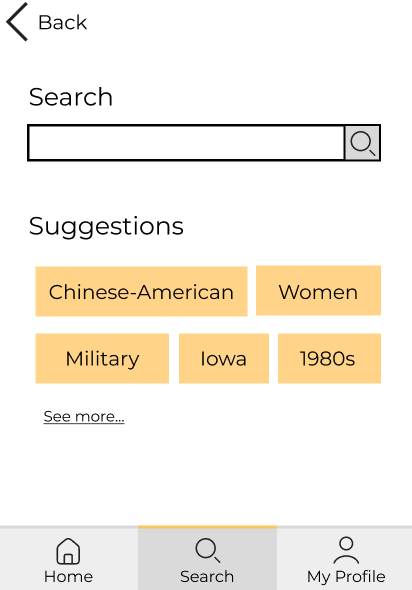 Back
Search
Suggestions
Chinese-American Women
Military Iowa 1980s
See more...
Home Search My Profile